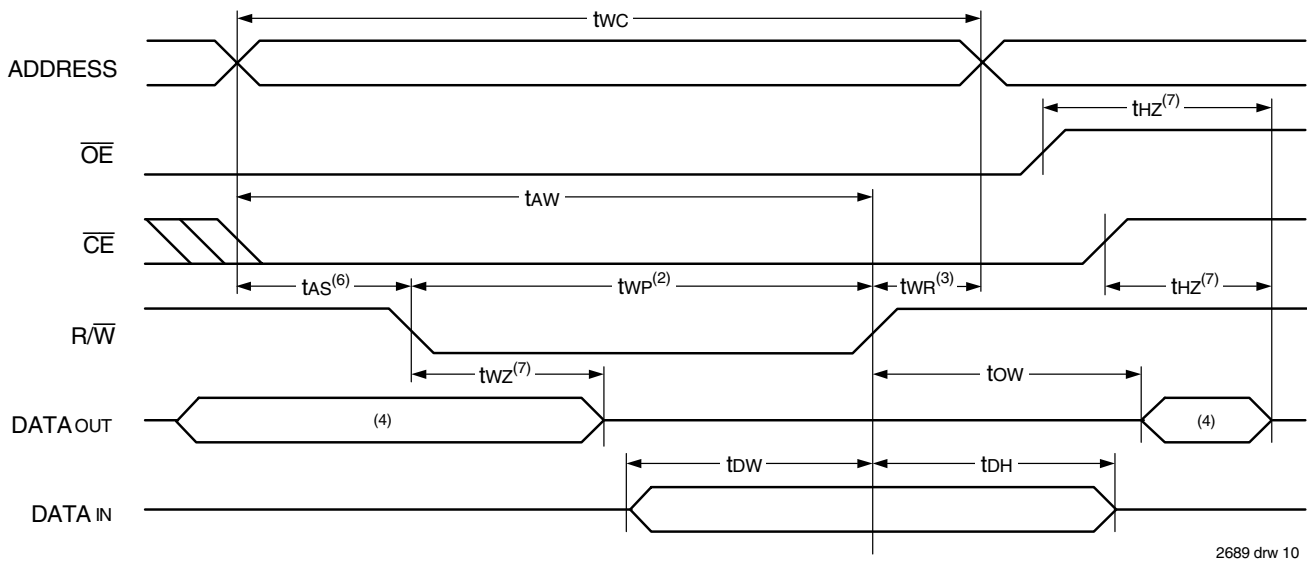 tWC
ADDRESS
tHZ(7)
OE
tAW
CE
tAS(6) tWP(2) tWR(3) tHZ(7)
R/W
tWZ(7) tOW
DATA OUT (4) (4)
tDW tDH
DATA IN
2689 drw 10